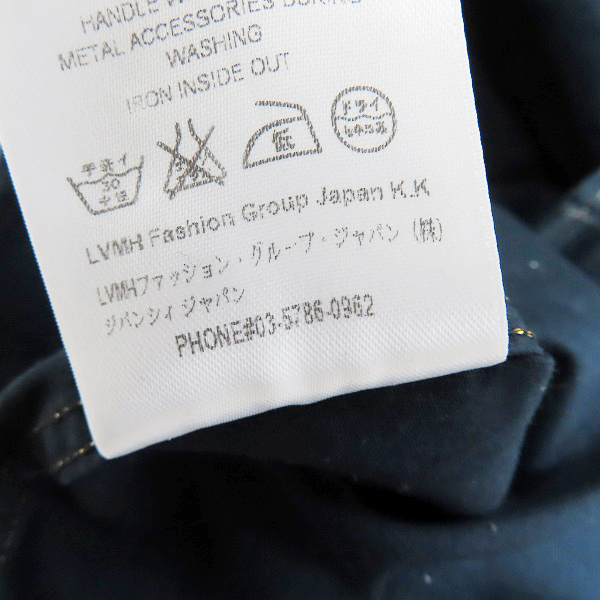 HANDLE W
METAL ACCESSORIES DURING
WASHING
IRON INSIDE OUT
手洗イ
30
中性
低
ドライ
セキユ系
LVMH Fashion Group Japan K.K
LVMHファッション・グループ・ジャパン (株)
ジバンシィ ジャパン
PHONE#03-5786-0962